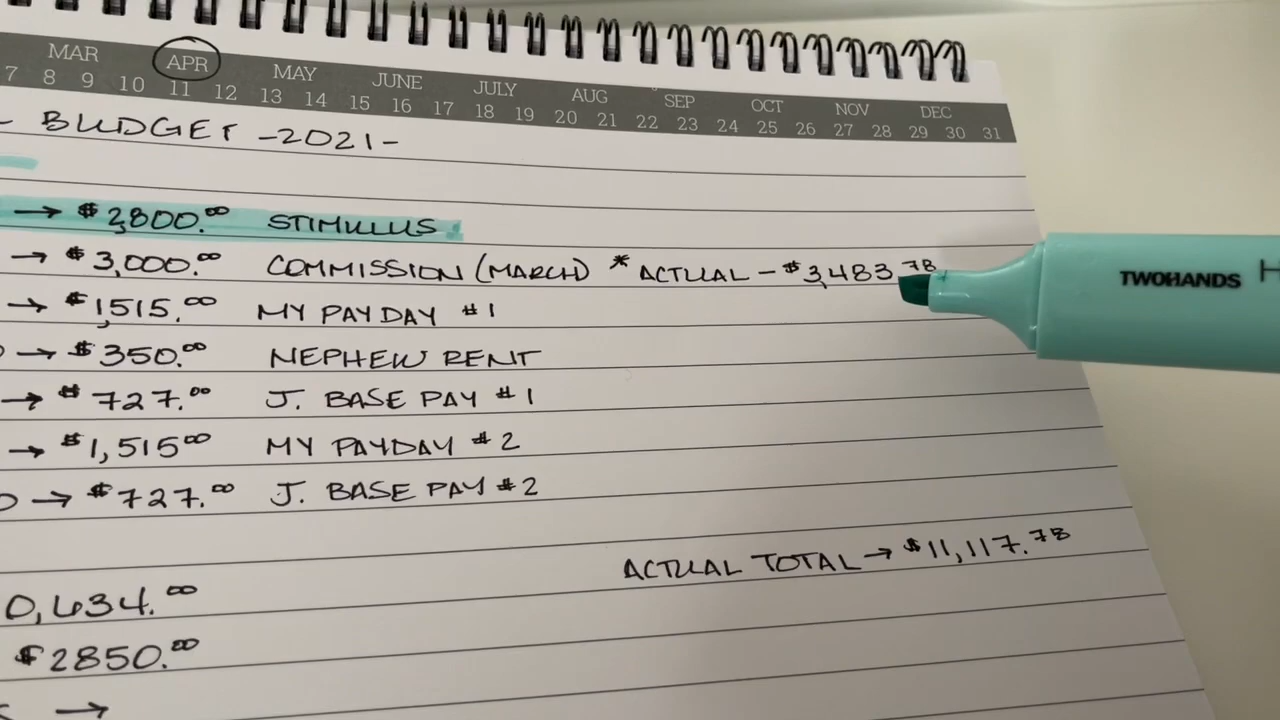 MAR APR MAY JUNE JULY AUG SEP OCT NOV DEC
7 8 9 10 11 12 13 14 15 16 17 18 19 20 21 22 23 24 25 26 27 28 29 30 31
- BUDGET -2021-
→ $2,800.00 STIMULUS
→ $3,000.00 COMMISSION (MARCH) *ACTUAL - $3,483.78
→ $1,515.00 MY PAYDAY #1
→ $350.00 NEPHEW RENT
→ $727.00 J. BASE PAY #1
→ $1,515.00 MY PAYDAY #2
→ $727.00 J. BASE PAY #2
ACTUAL TOTAL → $11,117.78
0,634.00
$2850.00
→
TWOHANDS